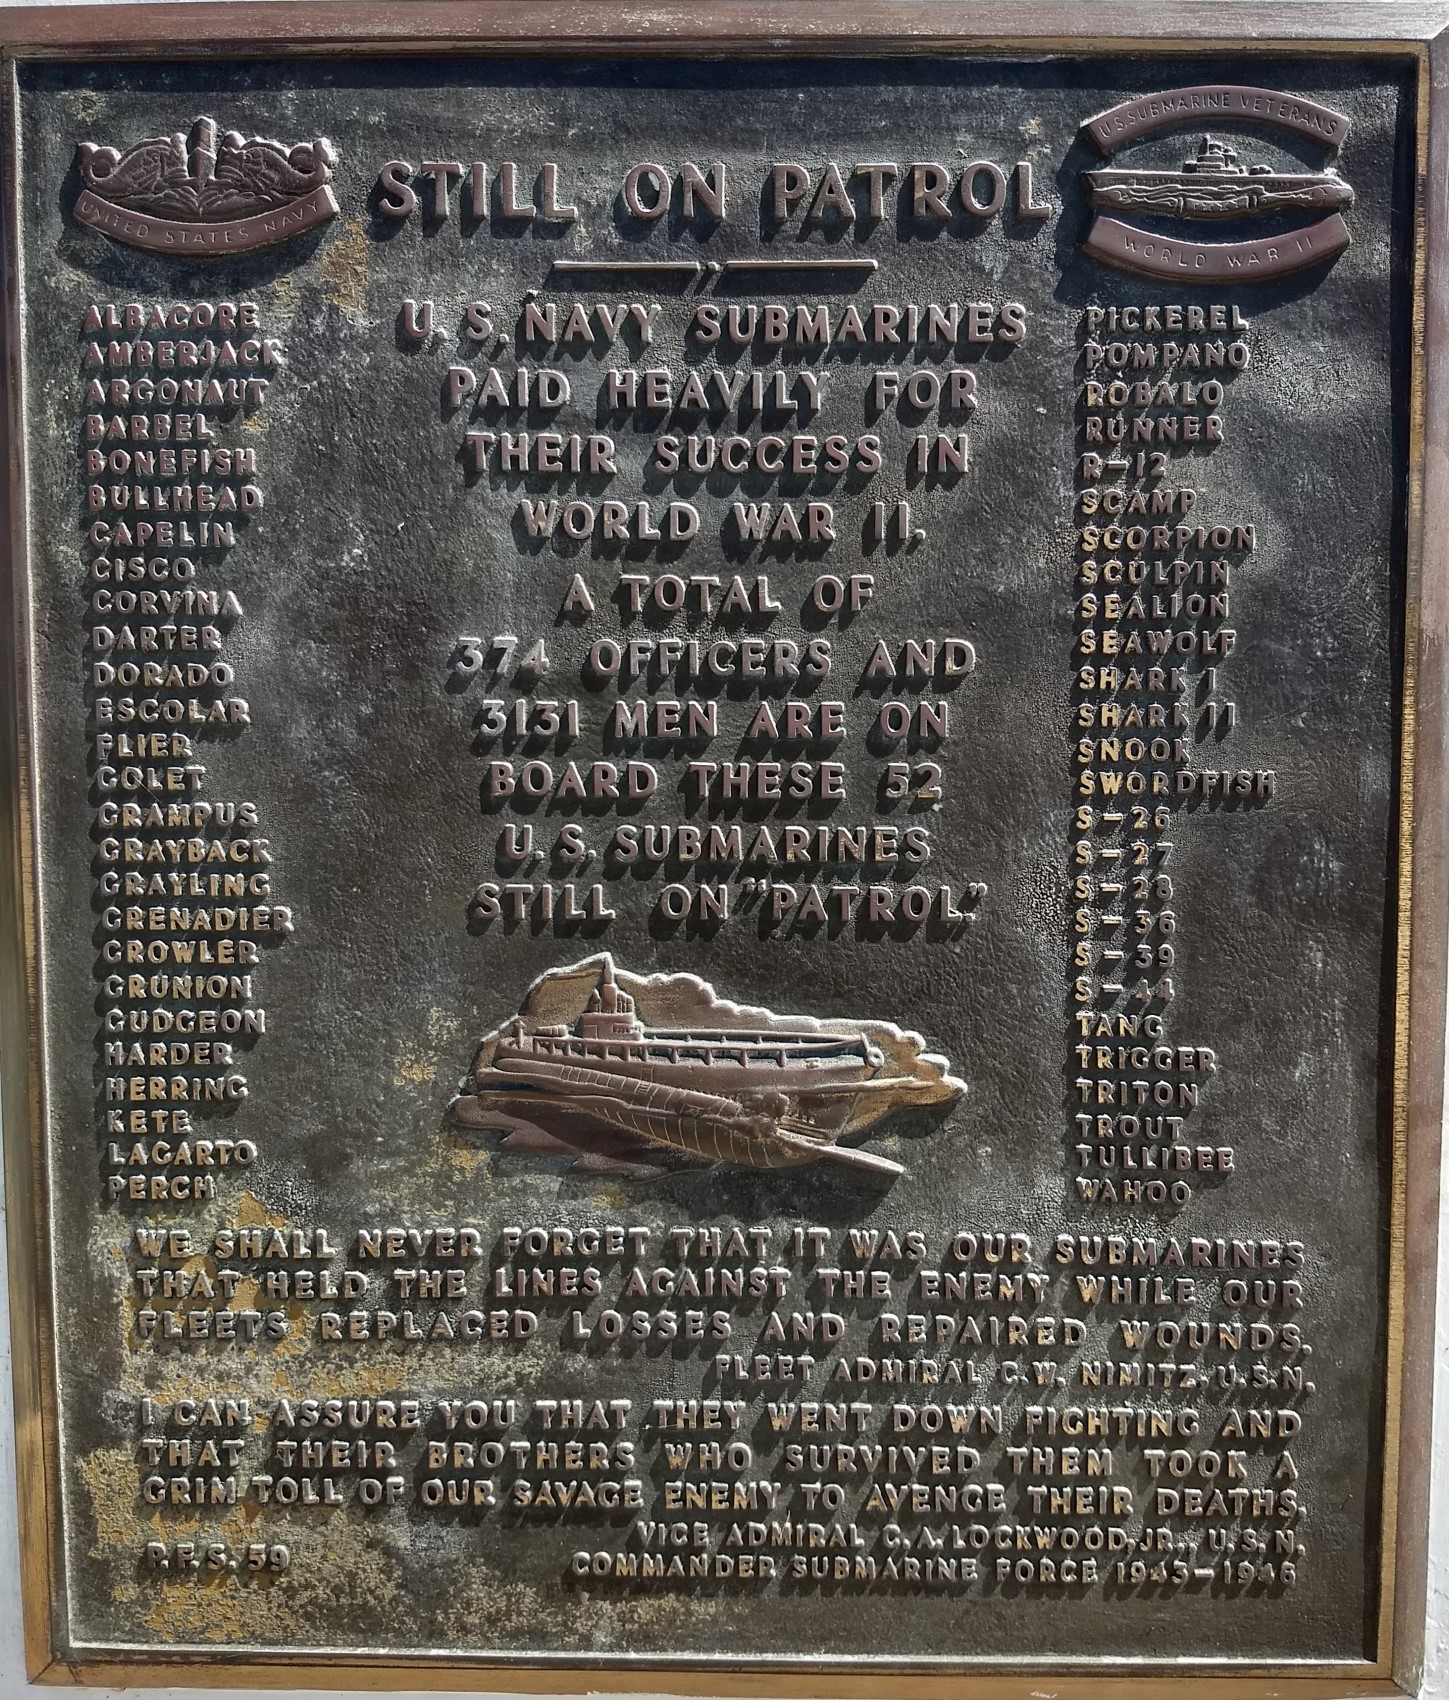 UNITED STATES NAVY
STILL ON PATROL
U.S. SUBMARINE VETERANS
WORLD WAR II
ALBACORE
AMBERJACK
ARGONAUT
BARBEL
BONEFISH
BULLHEAD
CAPELIN
CISCO
CORVINA
DARTER
DORADO
ESCOLAR
FLIER
GOLET
GRAMPUS
GRAYBACK
GRAYLING
GRENADIER
GROWLER
GRUNION
GUDGEON
HARDER
HERRING
KETE
LAGARTO
PERCH
U.S. NAVY SUBMARINES
PAID HEAVILY FOR
THEIR SUCCESS IN
WORLD WAR II.
A TOTAL OF
374 OFFICERS AND
3131 MEN ARE ON
BOARD THESE 52
U.S. SUBMARINES
STILL ON "PATROL."
PICKEREL
POMPANO
ROBALO
RUNNER
R-12
SCAMP
SCORPION
SCULPIN
SEALION
SEAWOLF
SHARK I
SHARK II
SNOOK
SWORDFISH
S-26
S-27
S-28
S-36
S-39
S-44
TANG
TRIGGER
TRITON
TROUT
TULLIBEE
WAHOO
WE SHALL NEVER FORGET THAT IT WAS OUR SUBMARINES
THAT HELD THE LINES AGAINST THE ENEMY WHILE OUR
FLEETS REPLACED LOSSES AND REPAIRED WOUNDS.
FLEET ADMIRAL C.W. NIMITZ. U.S.N.
I CAN ASSURE YOU THAT THEY WENT DOWN FIGHTING AND
THAT THEIR BROTHERS WHO SURVIVED THEM TOOK A
GRIM TOLL OF OUR SAVAGE ENEMY TO AVENGE THEIR DEATHS.
VICE ADMIRAL C.A. LOCKWOOD, JR., U.S.N.
P.F.S. 59
COMMANDER SUBMARINE FORCE 1943-1946